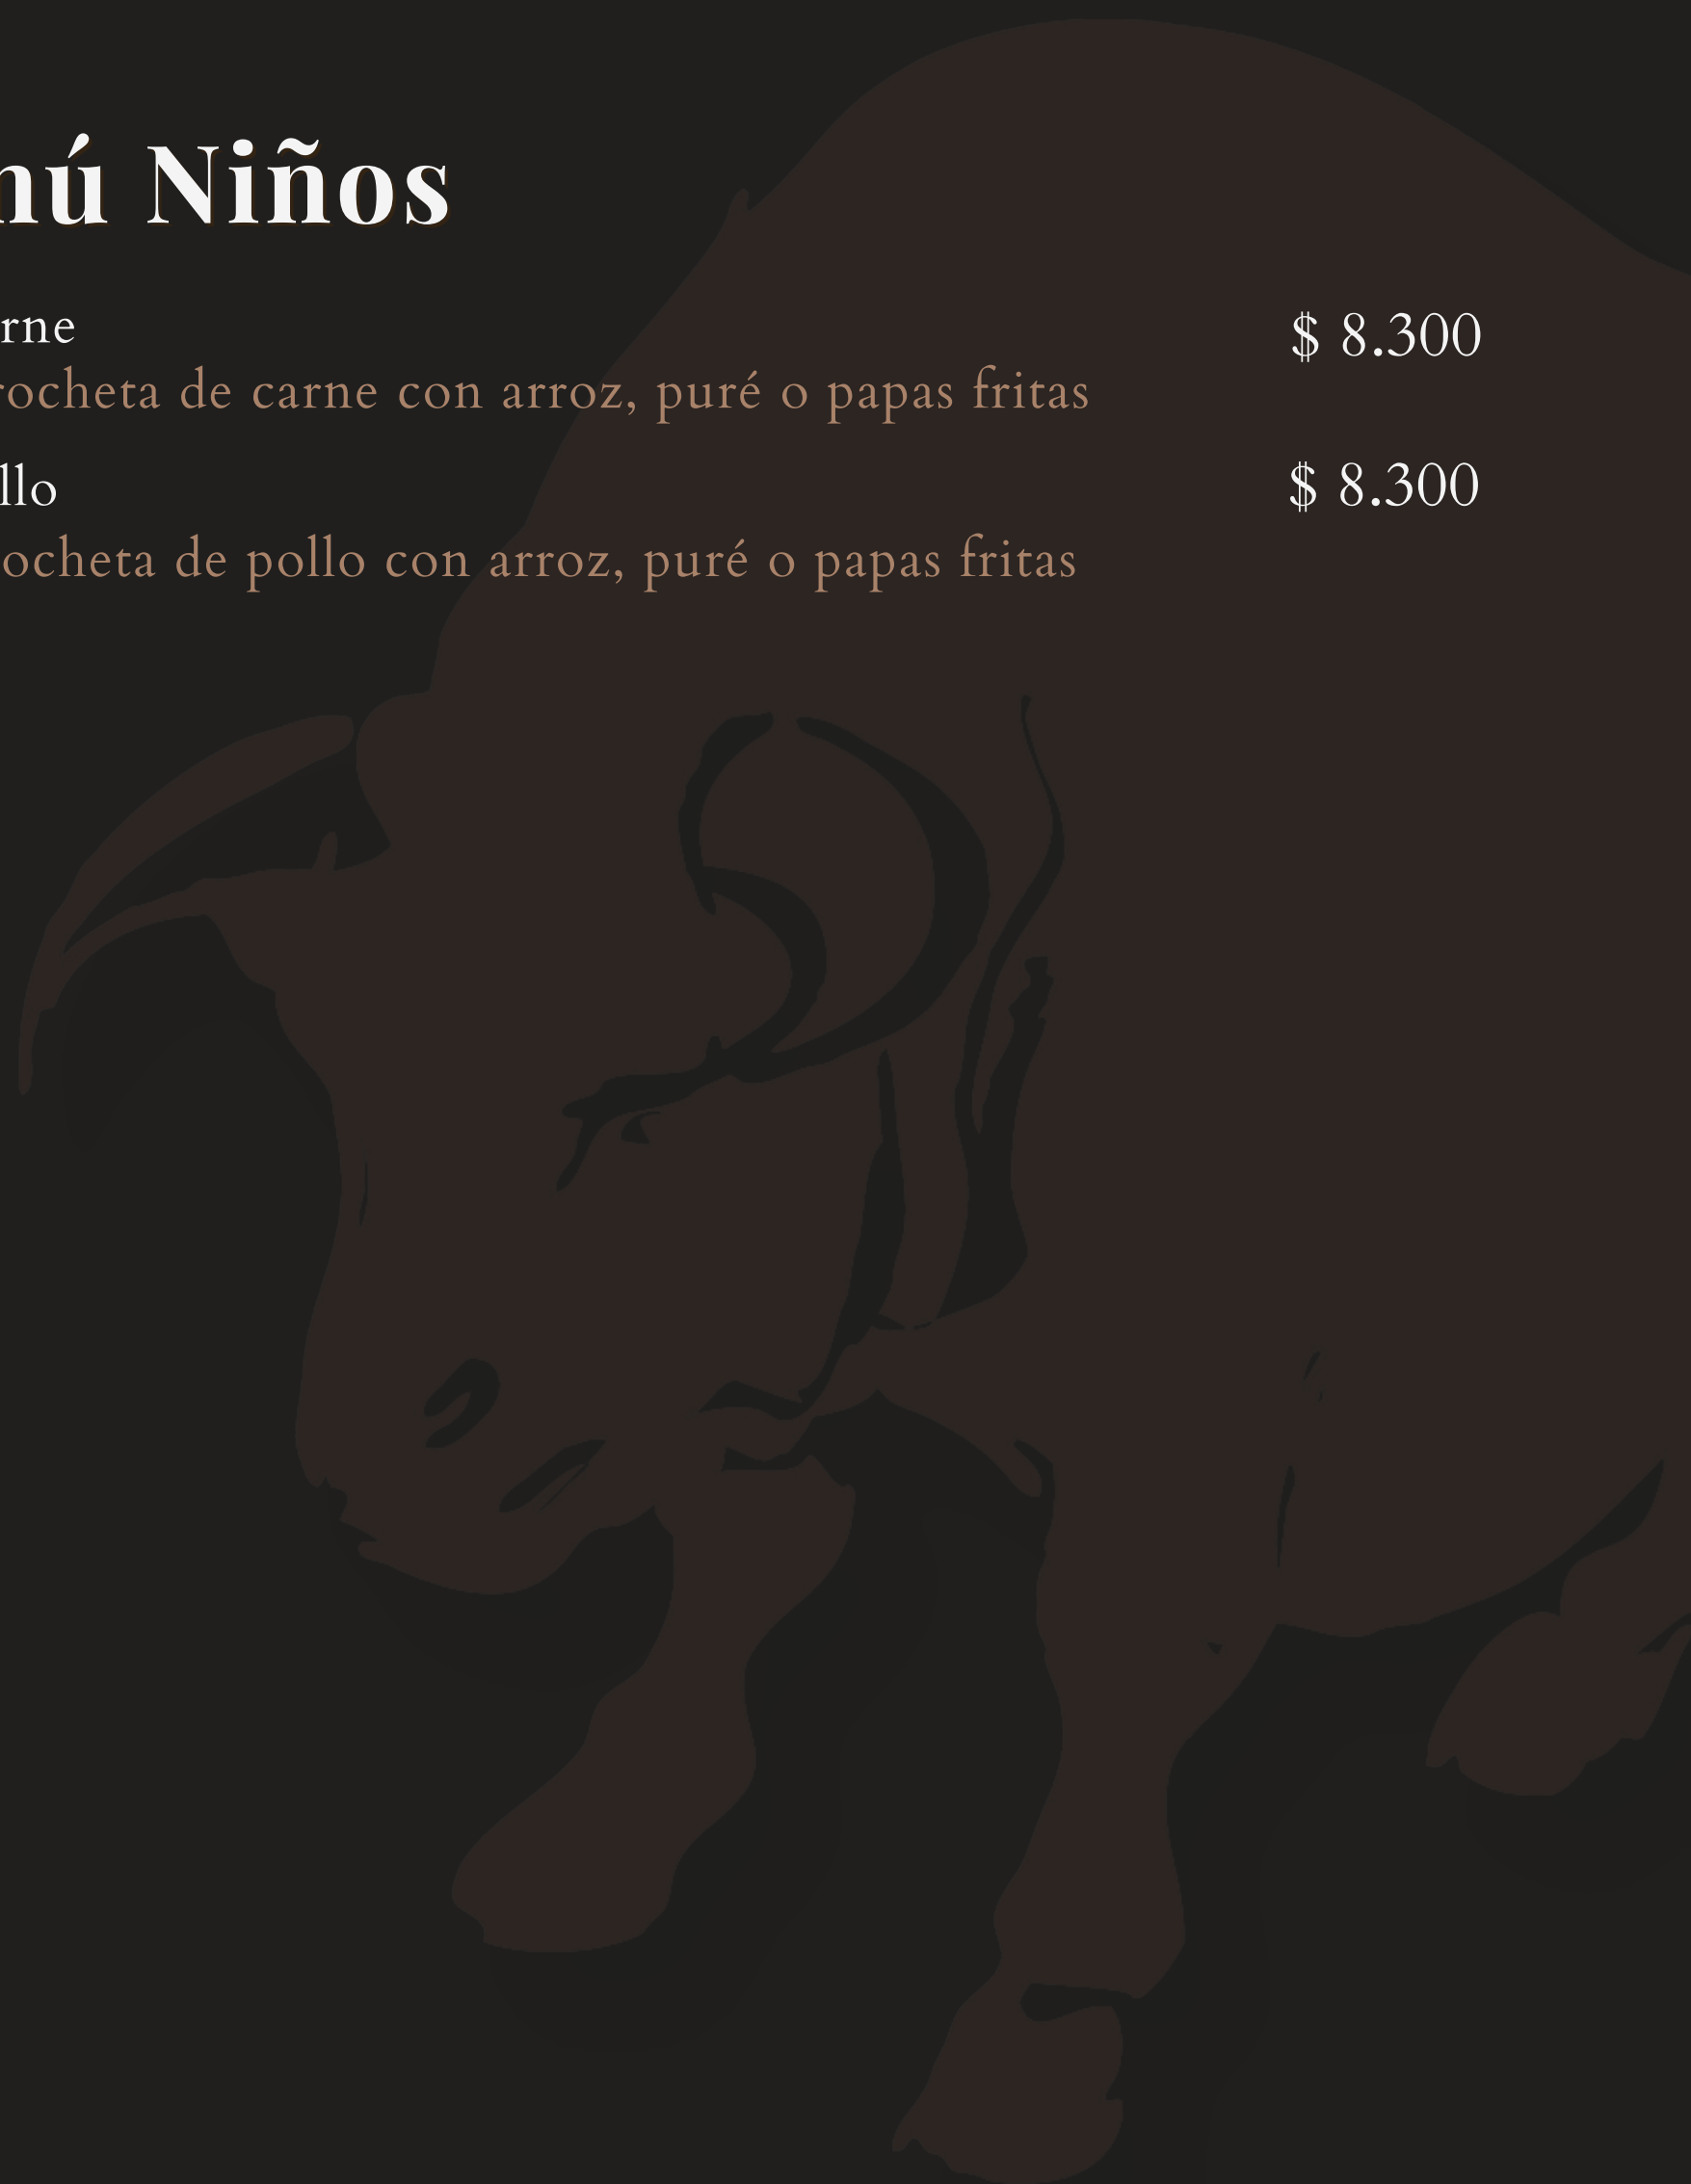 nú Niños
rne $ 8.300
ocheta de carne con arroz, puré o papas fritas
llo $ 8.300
ocheta de pollo con arroz, puré o papas fritas